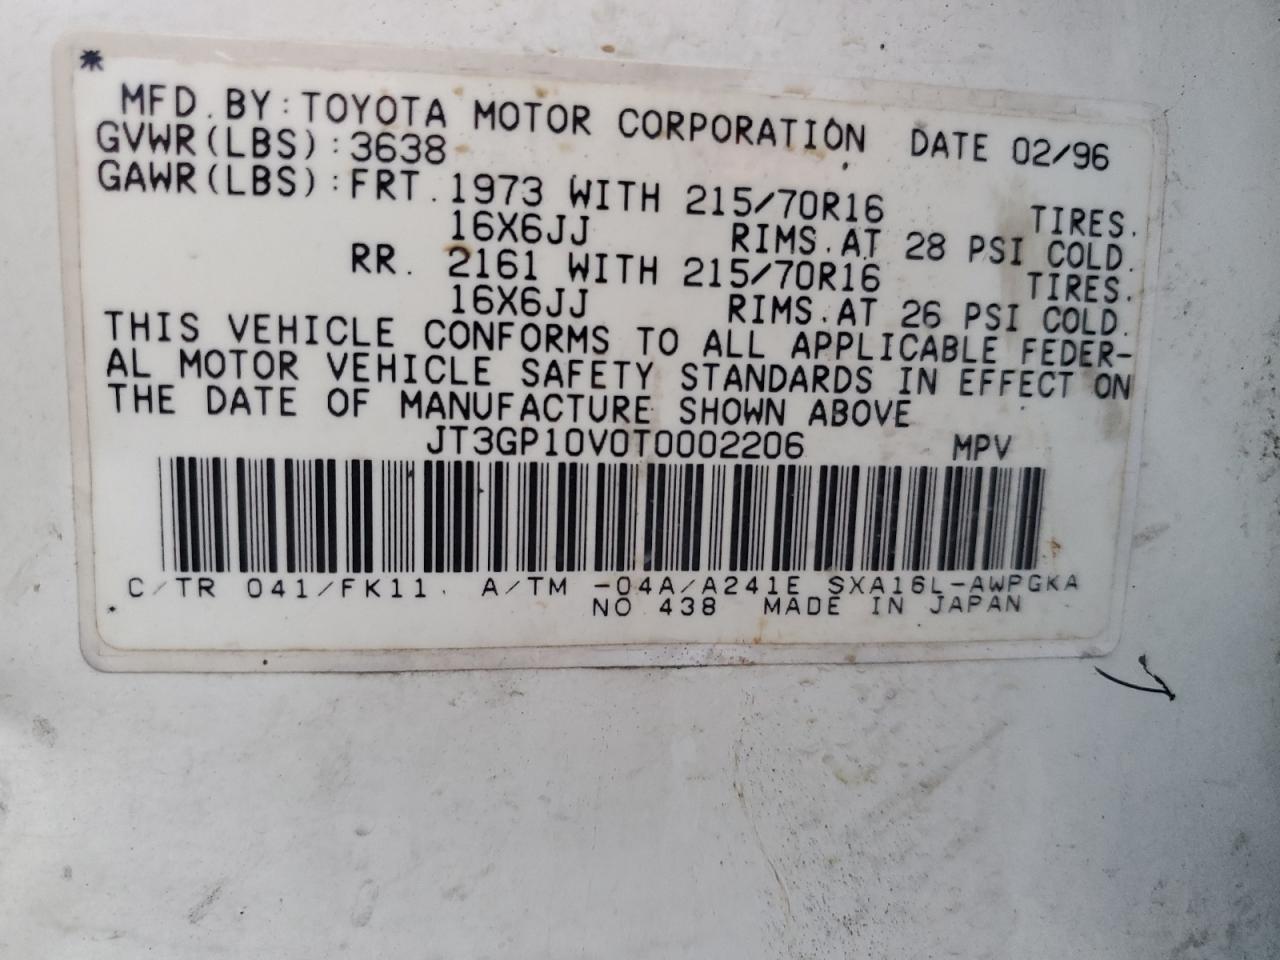 MFD. BY: TOYOTA MOTOR CORPORATION DATE 02/96
GVWR(LBS): 3638
GAWR(LBS): FRT. 1973 WITH 215/70R16 TIRES.
16X6JJ RIMS. AT 28 PSI COLD.
RR. 2161 WITH 215/70R16 TIRES.
16X6JJ RIMS. AT 26 PSI COLD.
THIS VEHICLE CONFORMS TO ALL APPLICABLE FEDER-
AL MOTOR VEHICLE SAFETY STANDARDS IN EFFECT ON
THE DATE OF MANUFACTURE SHOWN ABOVE
JT3GP10V0T0002206 MPV
C/TR 041/FK11. A/TM -04A/A241E SXA16L-AWPGKA
NO 438 MADE IN JAPAN